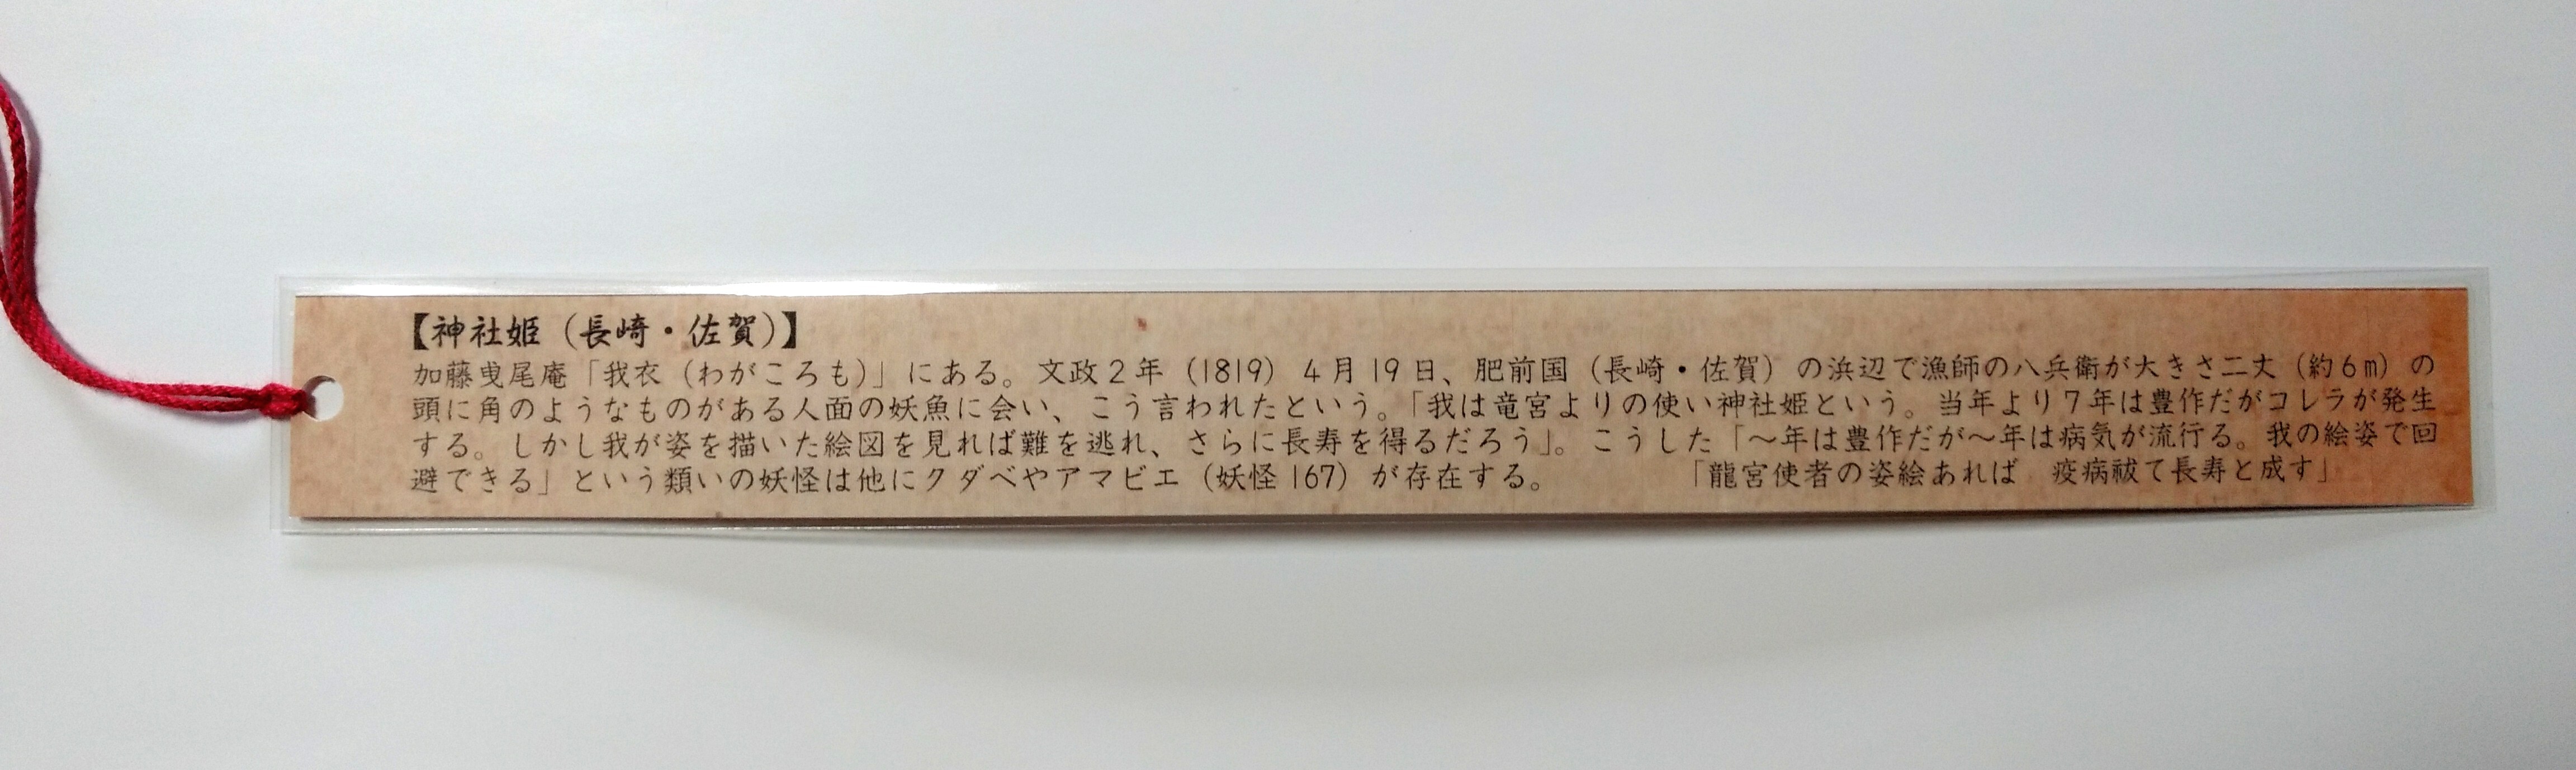 【神社姫（長崎・佐賀）】
加藤曵尾庵「我衣（わがころも）」にある。文政２年（1819）４月19日、肥前国（長崎・佐賀）の浜辺で漁師の八兵衛が大きさ二丈（約６ｍ）の
頭に角のようなものがある人面の妖魚に会い、こう言われたという。「我は竜宮よりの使い神社姫という。当年より７年は豊作だがコレラが発生
する。しかし我が姿を描いた絵図を見れば難を逃れ、さらに長寿を得るだろう」。こうした「～年は豊作だが～年は病気が流行る。我の絵姿で回
避できる」という類いの妖怪は他にクダベやアマビエ（妖怪167）が存在する。　　　　「龍宮使者の姿絵あれば　疫病祓て長寿と成す」